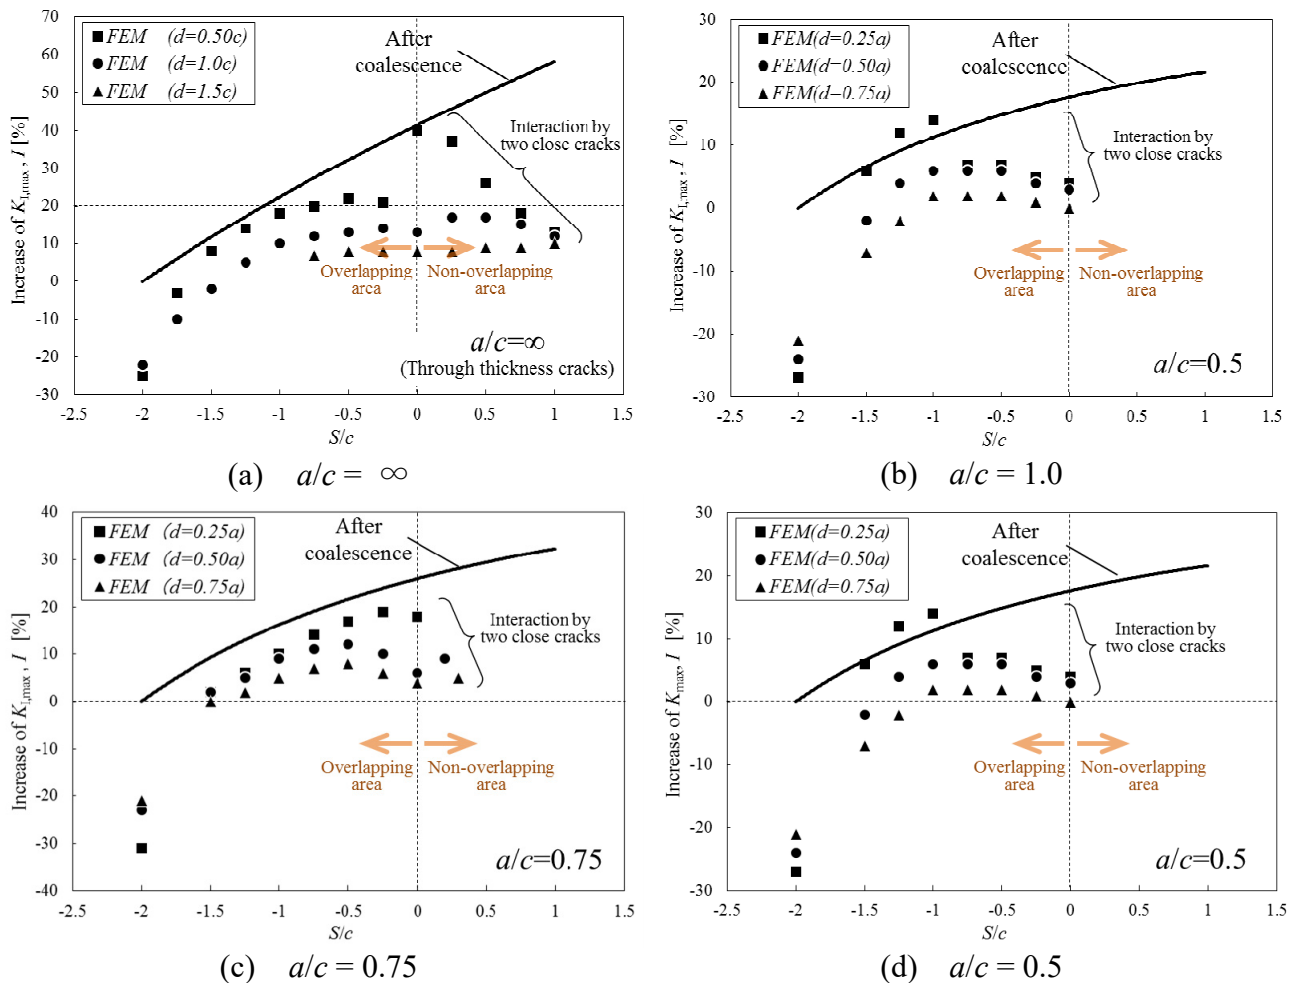 70
60
50
40
30
20
10
0
-10
-20
-30
Increase of K_I,max, I [%]
FEM (d=0.50c)
FEM (d=1.0c)
FEM (d=1.5c)
After
coalescence
Interaction by
two close cracks
Overlapping
area
Non-overlapping
area
a/c=∞
(Through thickness cracks)
-2.5 -2 -1.5 -1 -0.5 0 0.5 1 1.5
S/c
(a) a/c = ∞
30
20
10
0
-10
-20
-30
Increase of K_I,max, I [%]
FEM(d=0.25a)
FEM(d=0.50a)
FEM(d=0.75a)
After
coalescence
Interaction by
two close cracks
Overlapping
area
Non-overlapping
area
a/c=0.5
-2.5 -2 -1.5 -1 -0.5 0 0.5 1 1.5
S/c
(b) a/c = 1.0
40
30
20
10
0
-10
-20
-30
-40
Increase of K_I,max, I [%]
FEM (d=0.25a)
FEM (d=0.50a)
FEM (d=0.75a)
After
coalescence
Interaction by
two close cracks
Overlapping
area
Non-overlapping
area
a/c=0.75
-2.5 -2 -1.5 -1 -0.5 0 0.5 1 1.5
S/c
(c) a/c = 0.75
30
20
10
0
-10
-20
-30
Increase of K_max, I [%]
FEM(d=0.25a)
FEM(d=0.50a)
FEM(d=0.75a)
After
coalescence
Interaction by
two close cracks
Overlapping
area
Non-overlapping
area
a/c=0.5
-2.5 -2 -1.5 -1 -0.5 0 0.5 1 1.5
S/c
(d) a/c = 0.5